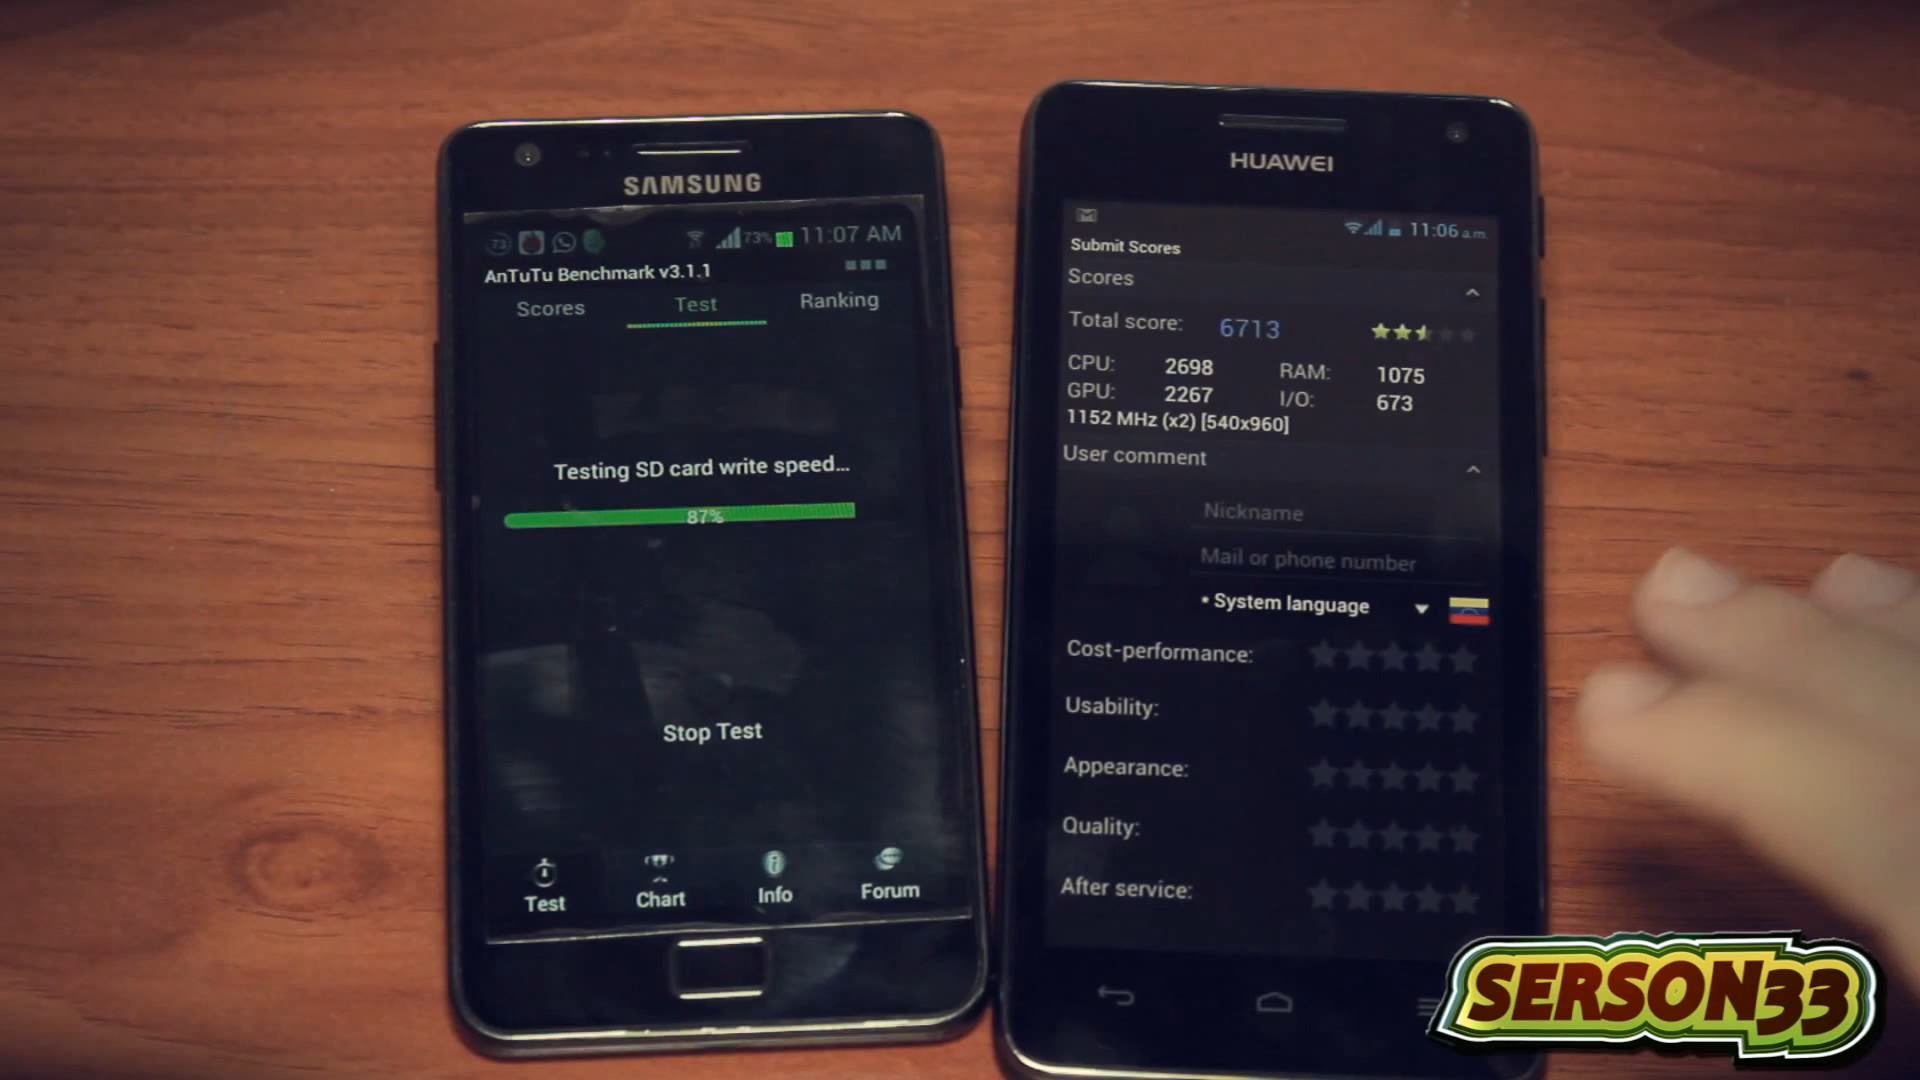 SAMSUNG
73
73%
11:07 AM
AnTuTu Benchmark v3.1.1
Scores
Test
Ranking
Testing SD card write speed...
87%
Stop Test
Test
Chart
Info
Forum
HUAWEI
11:06 a.m.
Submit Scores
Scores
Total score: 6713
CPU: 2698 RAM: 1075
GPU: 2267 I/O: 673
1152 MHz (x2) [540x960]
User comment
Nickname
Mail or phone number
• System language
Cost-performance:
Usability:
Appearance:
Quality:
After service:
SERSON33